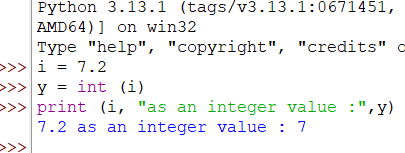 Python 3.13.1 (tags/v3.13.1:0671451,
AMD64)] on win32
Type "help", "copyright", "credits" o
>>> i = 7.2
>>> y = int (i)
>>> print (i, "as an integer value :",y)
7.2 as an integer value : 7
>>>